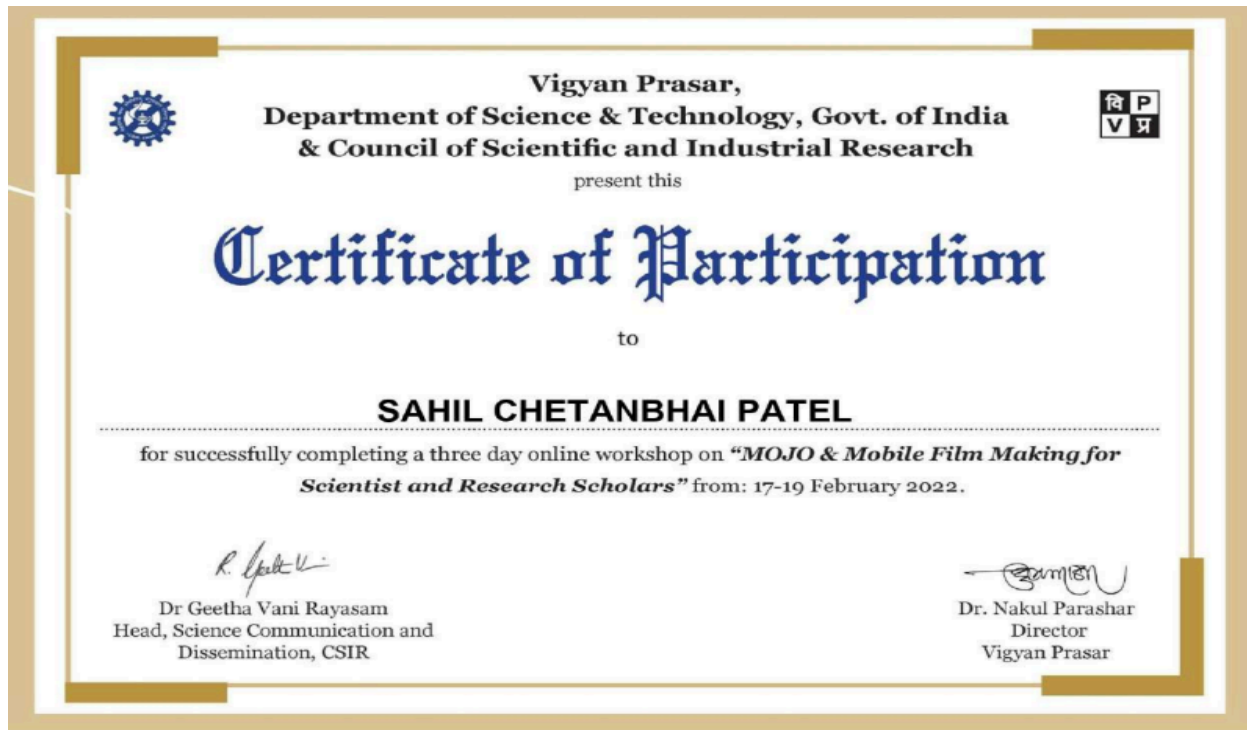 Vigyan Prasar,
Department of Science & Technology, Govt. of India
& Council of Scientific and Industrial Research
वि P
V प्र
present this
Certificate of Participation
to
SAHIL CHETANBHAI PATEL
for successfully completing a three day online workshop on “MOJO & Mobile Film Making for
Scientist and Research Scholars” from: 17-19 February 2022.
Dr Geetha Vani Rayasam
Head, Science Communication and
Dissemination, CSIR
Dr. Nakul Parashar
Director
Vigyan Prasar